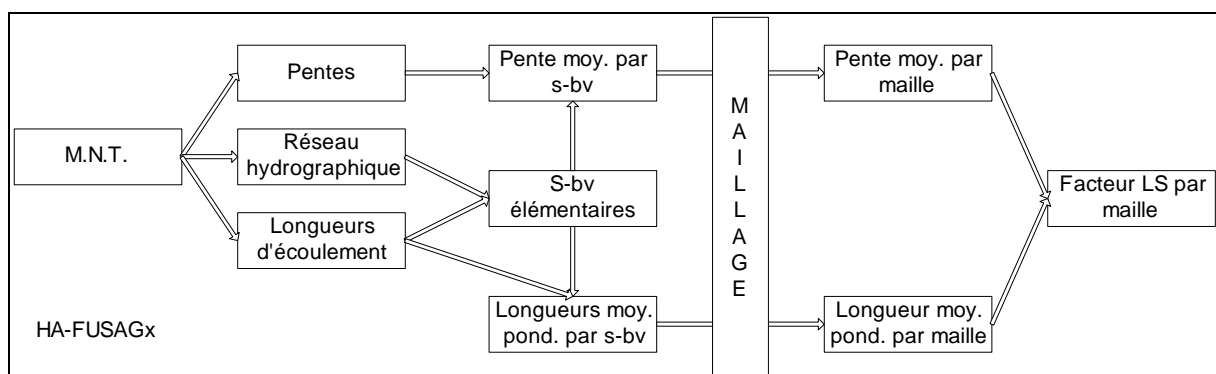 M.N.T.
Pentes
Réseau
hydrographique
Longueurs
d'écoulement
Pente moy. par
s-bv
S-bv
élémentaires
Longueurs moy.
pond. par s-bv
M
A
I
L
L
A
G
E
Pente moy. par
maille
Longueur moy.
pond. par maille
Facteur LS par
maille
HA-FUSAGx